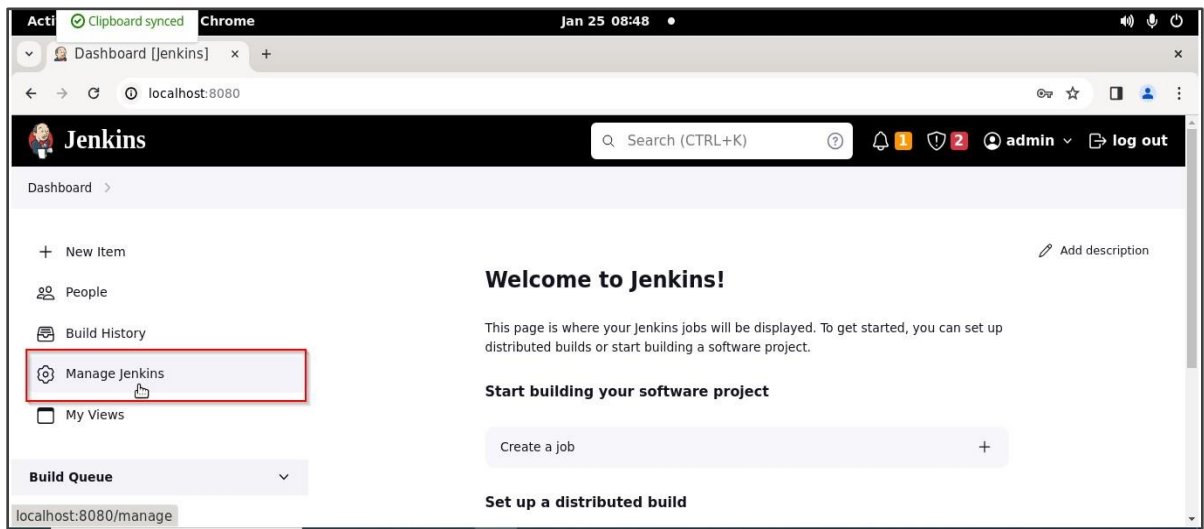 Acti
Clipboard synced
Chrome
Jan 25 08:48
Dashboard [Jenkins]
localhost:8080
Jenkins
Search (CTRL+K)
1
2
admin
log out
Dashboard
New Item
Add description
People
Build History
Manage Jenkins
My Views
Build Queue
Welcome to Jenkins!
This page is where your Jenkins jobs will be displayed. To get started, you can set up
distributed builds or start building a software project.
Start building your software project
Create a job
Set up a distributed build
localhost:8080/manage